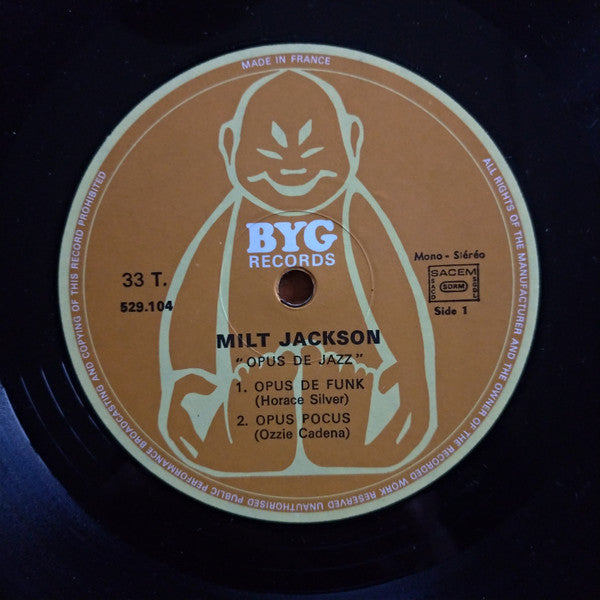 MADE IN FRANCE
ALL RIGHTS OF THE MANUFACTURER AND THE OWNER OF THE RECORDED WORK RESERVED UNAUTHORISED PUBLIC PERFORMANCE BROADCASTING AND COPYING OF THIS RECORD PROHIBITED
BYG
RECORDS
33 T.
529.104
Mono - Stéréo
SACEM
SACD
SDRM
SGDL
Side 1
MILT JACKSON
"OPUS DE JAZZ"
1. OPUS DE FUNK
(Horace Silver)
2. OPUS POCUS
(Ozzie Cadena)